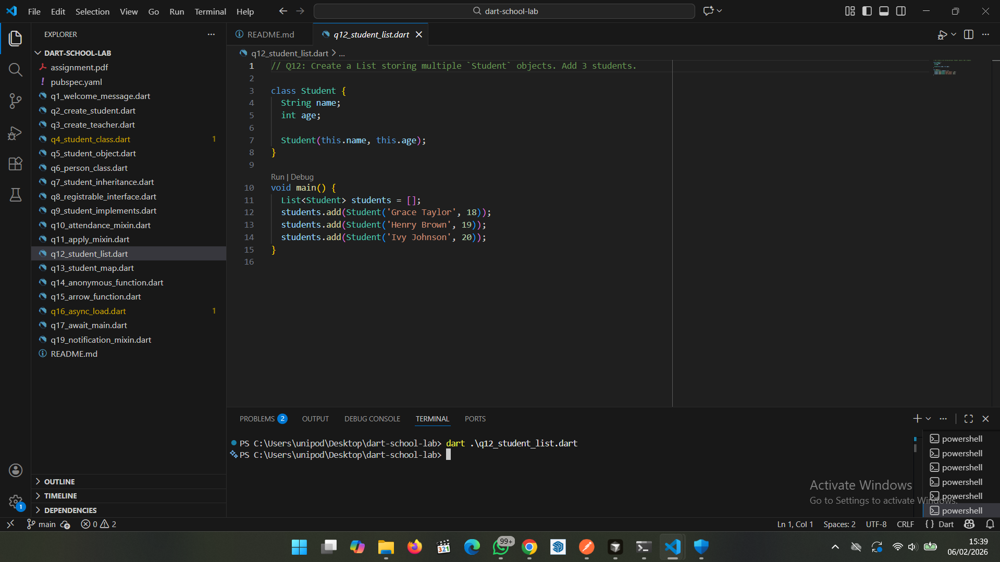 File Edit Selection View Go Run Terminal Help
dart-school-lab
EXPLORER
DART-SCHOOL-LAB
assignment.pdf
pubspec.yaml
q1_welcome_message.dart
q2_create_student.dart
q3_create_teacher.dart
q4_student_class.dart 1
q5_student_object.dart
q6_person_class.dart
q7_student_inheritance.dart
q8_registrable_interface.dart
q9_student_implements.dart
q10_attendance_mixin.dart
q11_apply_mixin.dart
q12_student_list.dart
q13_student_map.dart
q14_anonymous_function.dart
q15_arrow_function.dart
q16_async_load.dart 1
q17_await_main.dart
q19_notification_mixin.dart
README.md
OUTLINE
TIMELINE
DEPENDENCIES
README.md
q12_student_list.dart
q12_student_list.dart > ...
1 // Q12: Create a List storing multiple `Student` objects. Add 3 students.
2
3 class Student {
4 String name;
5 int age;
6
7 Student(this.name, this.age);
8 }
9
Run | Debug
10 void main() {
11 List<Student> students = [];
12 students.add(Student('Grace Taylor', 18));
13 students.add(Student('Henry Brown', 19));
14 students.add(Student('Ivy Johnson', 20));
15 }
16
PROBLEMS 2 OUTPUT DEBUG CONSOLE TERMINAL PORTS
PS C:\Users\unipod\Desktop\dart-school-lab> dart .\q12_student_list.dart
PS C:\Users\unipod\Desktop\dart-school-lab>
powershell
powershell
powershell
powershell
powershell
powershell
Activate Windows
Go to Settings to activate Windows.
1
main 0 2
Ln 1, Col 1 Spaces: 2 UTF-8 CRLF { } Dart
321
99+
15:39
06/02/2026